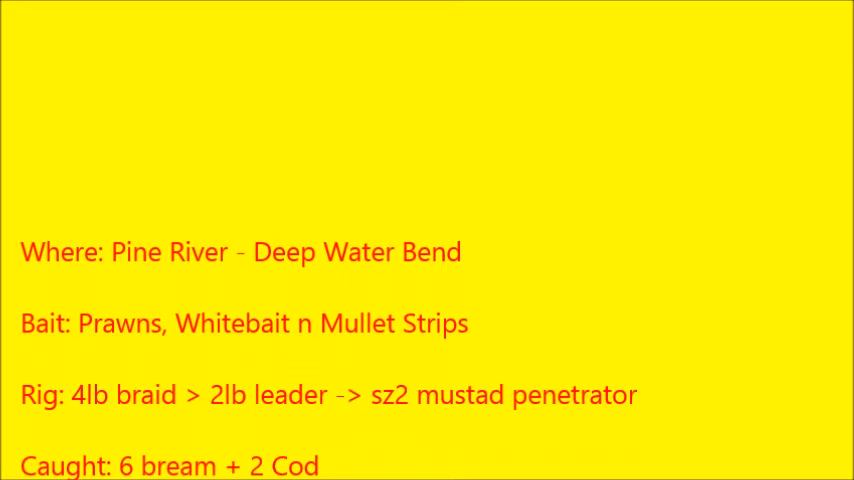 Where: Pine River - Deep Water Bend
Bait: Prawns, Whitebait n Mullet Strips
Rig: 4lb braid > 2lb leader -> sz2 mustad penetrator
Caught: 6 bream + 2 Cod